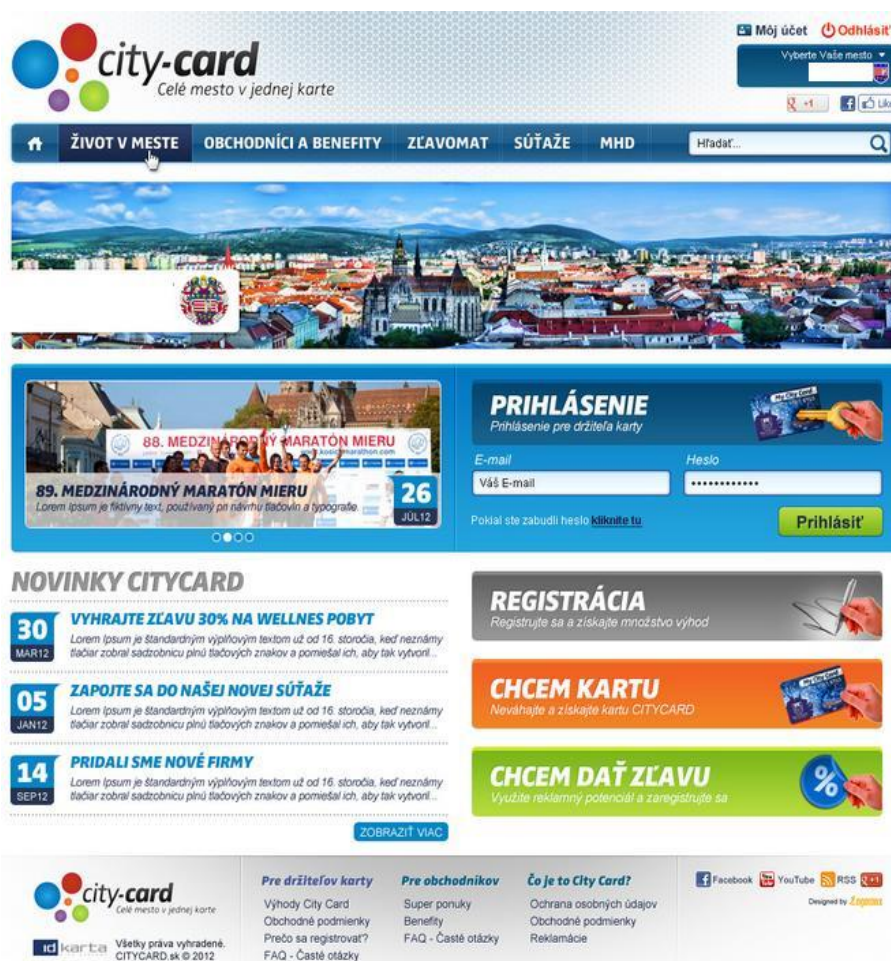 city-card
Celé mesto v jednej karte
Môj účet
Odhlásiť
Vyberte Vaše mesto
+1
Like
ŽIVOT V MESTE
OBCHODNÍCI A BENEFITY
ZĽAVOMAT
SÚŤAŽE
MHD
Hľadať...
88. MEDZINÁRODNÝ MARATÓN MIERU
89. MEDZINÁRODNÝ MARATÓN MIERU
Lorem Ipsum je fiktívny text, používaný pri návrhu tlačovín a typografie.
26
JÚL12
PRIHLÁSENIE
Prihlásenie pre držiteľa karty
My City Card
E-mail
Heslo
Váš E-mail
Pokial ste zabudli heslo kliknite tu
Prihlásiť
NOVINKY CITYCARD
30
MAR12
VYHRAJTE ZĽAVU 30% NA WELLNES POBYT
Lorem Ipsum je štandardným výplňovým textom už od 16. storočia, keď neznámy
tlačiar zobral sadzobnicu plnú tlačových znakov a pomiešal ich, aby tak vytvoril...
05
JAN12
ZAPOJTE SA DO NAŠEJ NOVEJ SÚŤAŽE
Lorem Ipsum je štandardným výplňovým textom už od 16. storočia, keď neznámy
tlačiar zobral sadzobnicu plnú tlačových znakov a pomiešal ich, aby tak vytvoril...
14
SEP12
PRIDALI SME NOVÉ FIRMY
Lorem Ipsum je štandardným výplňovým textom už od 16. storočia, keď neznámy
tlačiar zobral sadzobnicu plnú tlačových znakov a pomiešal ich, aby tak vytvoril...
ZOBRAZIŤ VIAC
REGISTRÁCIA
Registrujte sa a získajte množstvo výhod
CHCEM KARTU
Neváhajte a získajte kartu CITYCARD
My City Card
CHCEM DAŤ ZĽAVU
Využite reklamný potenciál a zaregistrujte sa
%
city-card
Celé mesto v jednej karte
id karta
Všetky práva vyhradené.
CITYCARD.sk © 2012
Pre držiteľov karty
Výhody City Card
Obchodné podmienky
Prečo sa registrovať?
FAQ - Časté otázky
Pre obchodníkov
Super ponuky
Benefity
FAQ - Časté otázky
Čo je to City Card?
Ochrana osobných údajov
Obchodné podmienky
Reklamácie
Facebook
YouTube
RSS
+1
Designed by